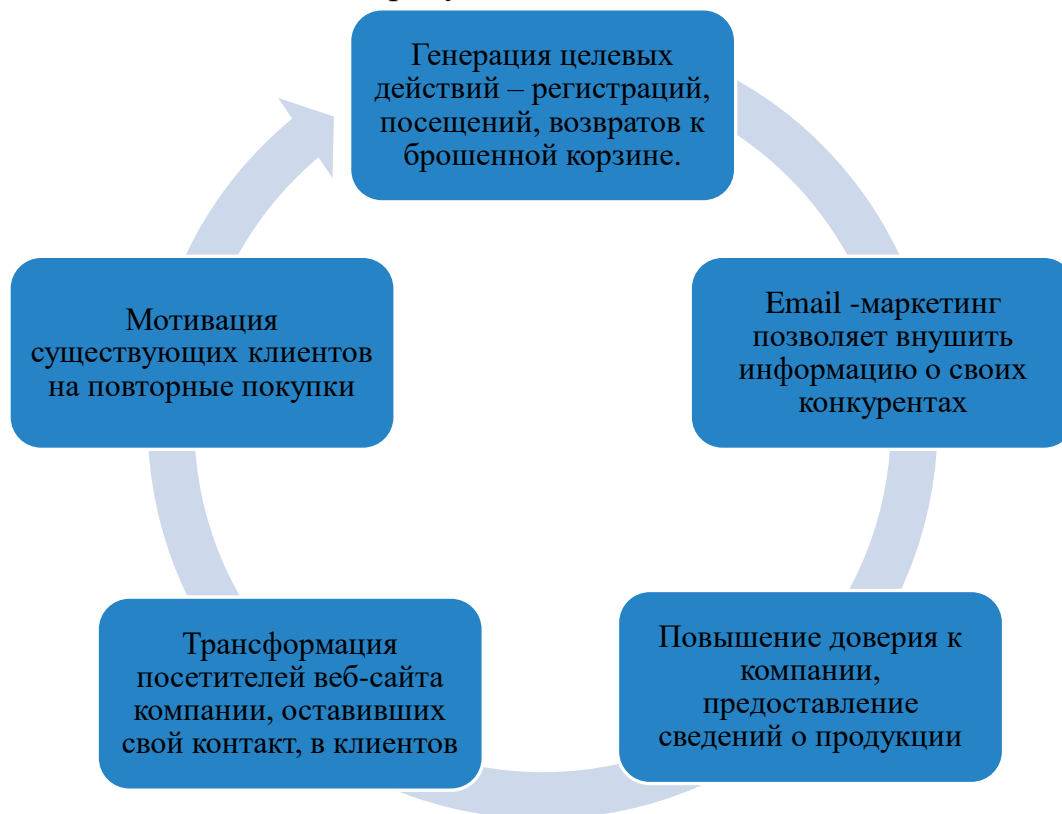 Генерация целевых
действий – регистраций,
посещений, возвратов к
брошенной корзине.
Email -маркетинг
позволяет внушить
информацию о своих
конкурентах
Повышение доверия к
компании,
предоставление
сведений о продукции
Трансформация
посетителей веб-сайта
компании, оставивших
свой контакт, в клиентов
Мотивация
существующих клиентов
на повторные покупки